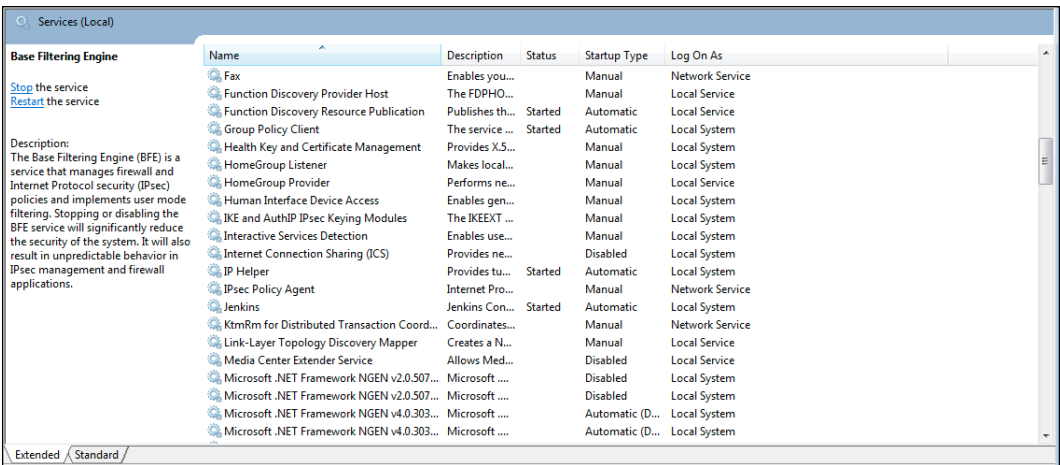 Services (Local)
Base Filtering Engine
Stop the service
Restart the service
Description:
The Base Filtering Engine (BFE) is a
service that manages firewall and
Internet Protocol security (IPsec)
policies and implements user mode
filtering. Stopping or disabling the
BFE service will significantly reduce
the security of the system. It will also
result in unpredictable behavior in
IPsec management and firewall
applications.
Name Description Status Startup Type Log On As
Fax Enables you... Manual Network Service
Function Discovery Provider Host The FDPHO... Manual Local Service
Function Discovery Resource Publication Publishes th... Started Automatic Local Service
Group Policy Client The service ... Started Automatic Local System
Health Key and Certificate Management Provides X.5... Manual Local System
HomeGroup Listener Makes local... Manual Local System
HomeGroup Provider Performs ne... Manual Local Service
Human Interface Device Access Enables gen... Manual Local System
IKE and AuthIP IPsec Keying Modules The IKEEXT ... Manual Local System
Interactive Services Detection Enables use... Manual Local System
Internet Connection Sharing (ICS) Provides ne... Disabled Local System
IP Helper Provides tu... Started Automatic Local System
IPsec Policy Agent Internet Pro... Manual Network Service
Jenkins Jenkins Con... Started Automatic Local System
KtmRm for Distributed Transaction Coord... Coordinates... Manual Network Service
Link-Layer Topology Discovery Mapper Creates a N... Manual Local Service
Media Center Extender Service Allows Med... Disabled Local Service
Microsoft .NET Framework NGEN v2.0.507... Microsoft .... Disabled Local System
Microsoft .NET Framework NGEN v2.0.507... Microsoft .... Disabled Local System
Microsoft .NET Framework NGEN v4.0.303... Microsoft .... Automatic (D... Local System
Microsoft .NET Framework NGEN v4.0.303... Microsoft .... Automatic (D... Local System
Extended Standard